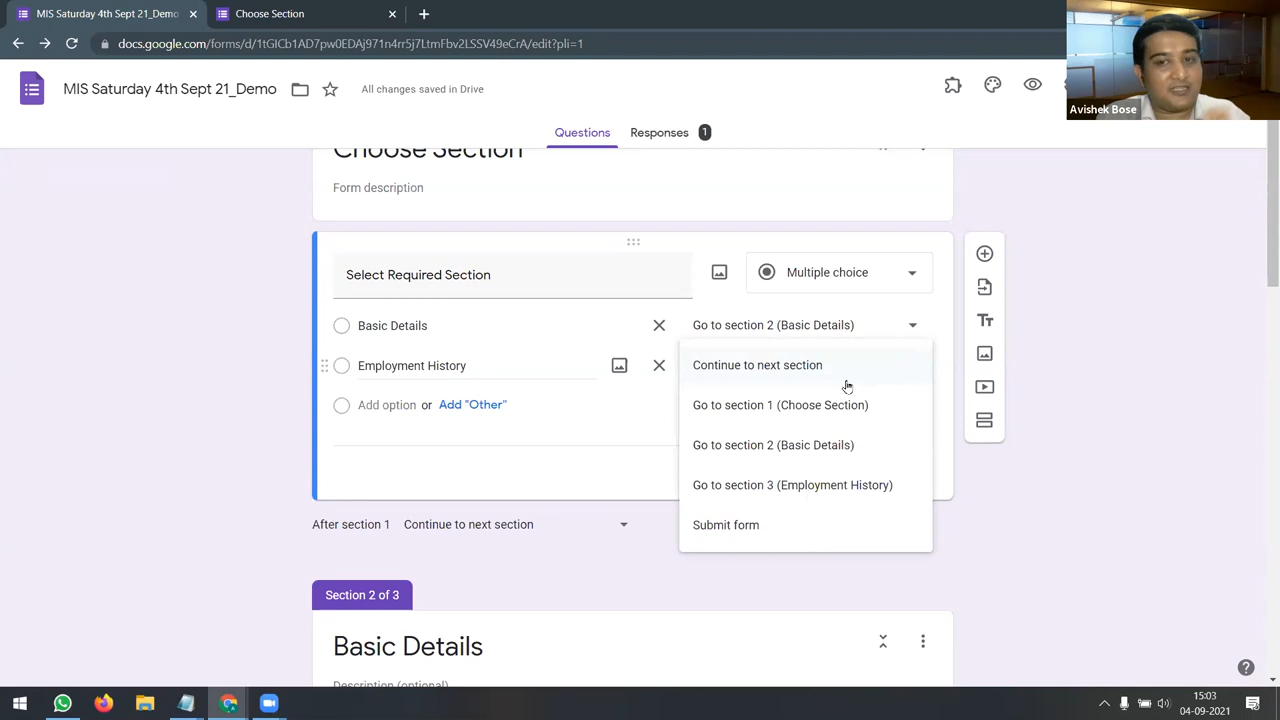 MIS Saturday 4th Sept 21_Demo
Choose Section
docs.google.com/forms/d/1tGICb1AD7pw0EDAj971n4rr5j7LtmFbv2LSSV49eCrA/edit?pli=1
MIS Saturday 4th Sept 21_Demo
All changes saved in Drive
Avishek Bose
Questions
Responses 1
Choose Section
Form description
Select Required Section
Multiple choice
Basic Details
Go to section 2 (Basic Details)
Employment History
Continue to next section
Add option or Add "Other"
Go to section 1 (Choose Section)
Go to section 2 (Basic Details)
Go to section 3 (Employment History)
After section 1 Continue to next section
Submit form
Section 2 of 3
Basic Details
Description (optional)
15:03
04-09-2021